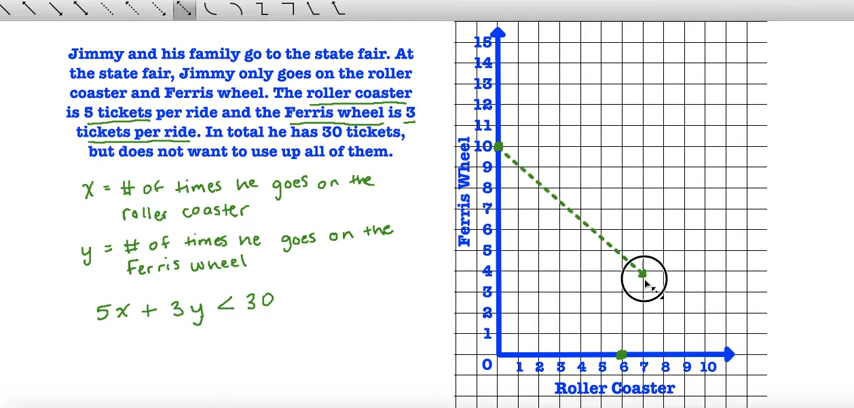 Jimmy and his family go to the state fair. At
the state fair, Jimmy only goes on the roller
coaster and Ferris wheel. The roller coaster
is 5 tickets per ride and the Ferris wheel is 3
tickets per ride. In total he has 30 tickets,
but does not want to use up all of them.
x = # of times he goes on the
roller coaster
y = # of times he goes on the
Ferris wheel
5x + 3y < 30
Ferris Wheel
15
14
13
12
11
10
9
8
7
6
5
4
3
2
1
0
1 2 3 4 5 6 7 8 9 10
Roller Coaster